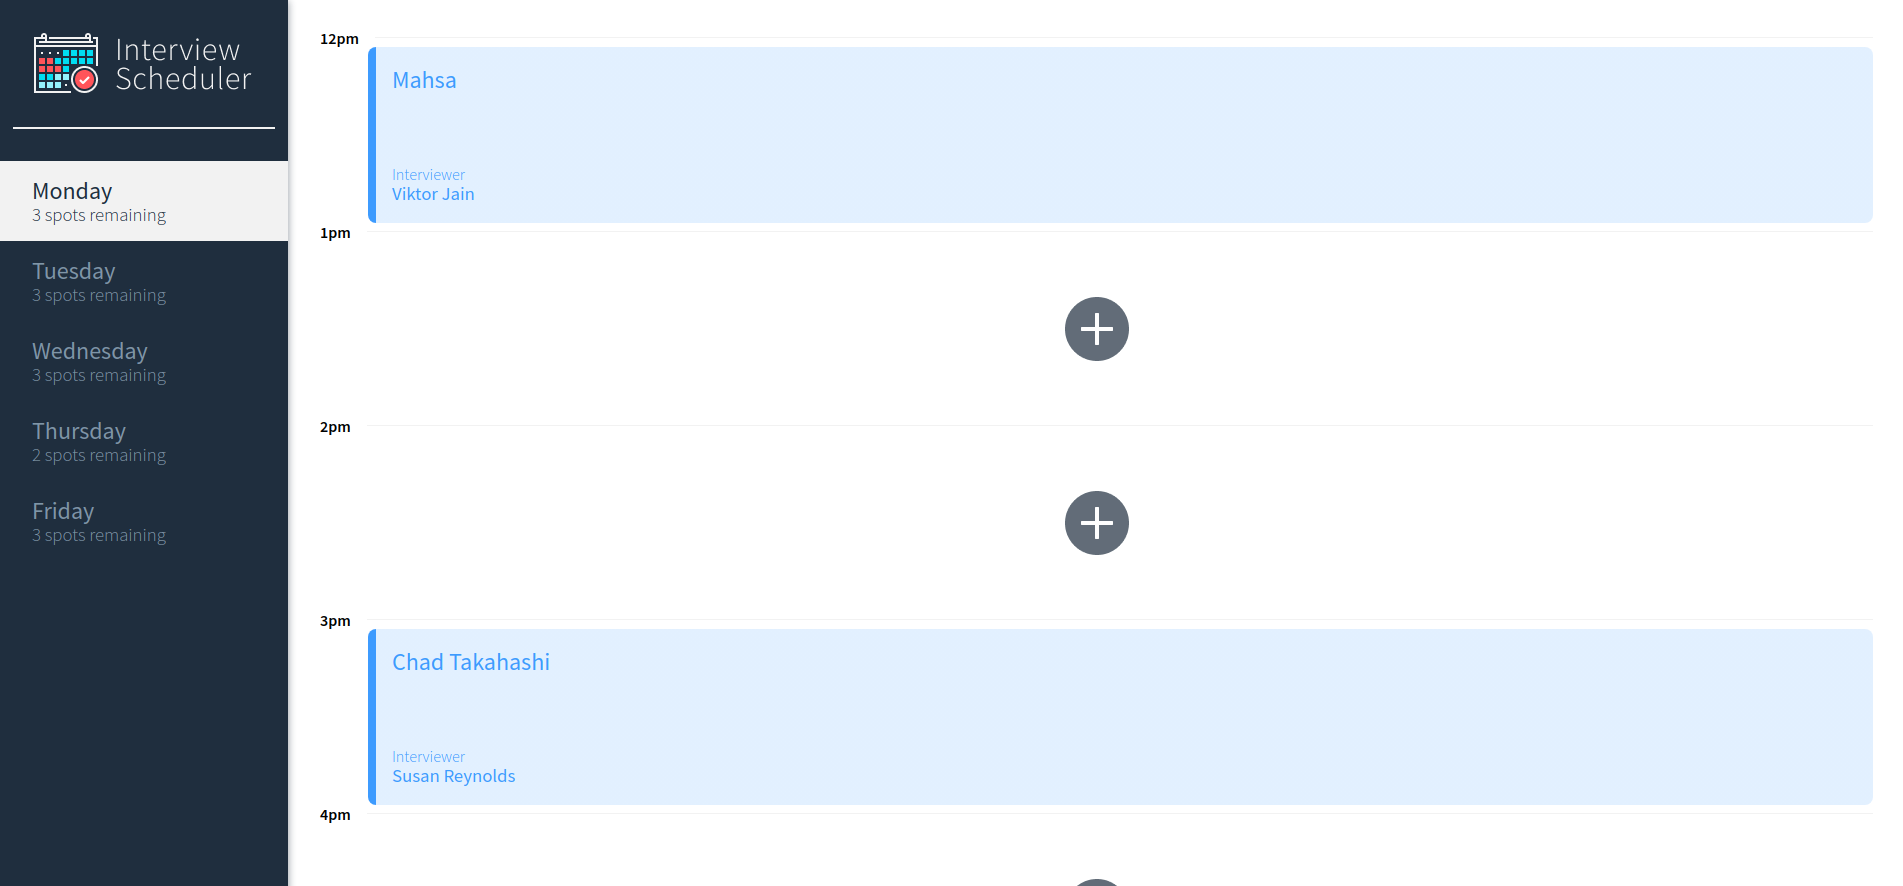 Interview
Scheduler
Monday
3 spots remaining
Tuesday
3 spots remaining
Wednesday
3 spots remaining
Thursday
2 spots remaining
Friday
3 spots remaining
12pm
Mahsa
Interviewer
Viktor Jain
1pm
2pm
3pm
Chad Takahashi
Interviewer
Susan Reynolds
4pm